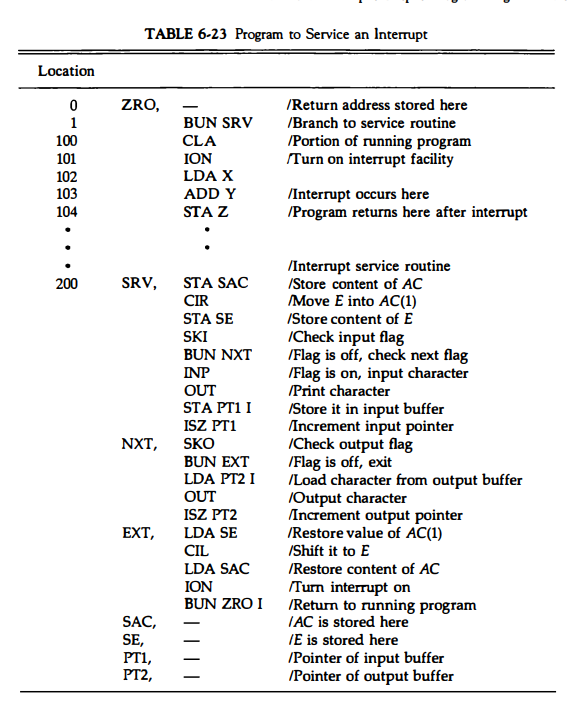 TABLE 6-23 Program to Service an Interrupt
Location
0 ZRO, — /Return address stored here
1 BUN SRV /Branch to service routine
100 CLA /Portion of running program
101 ION /Turn on interrupt facility
102 LDA X
103 ADD Y /Interrupt occurs here
104 STA Z /Program returns here after interrupt
• •
• •
• /Interrupt service routine
200 SRV, STA SAC /Store content of AC
CIR /Move E into AC(1)
STA SE /Store content of E
SKI /Check input flag
BUN NXT /Flag is off, check next flag
INP /Flag is on, input character
OUT /Print character
STA PT1 I /Store it in input buffer
ISZ PT1 /Increment input pointer
NXT, SKO /Check output flag
BUN EXT /Flag is off, exit
LDA PT2 I /Load character from output buffer
OUT /Output character
ISZ PT2 /Increment output pointer
EXT, LDA SE /Restore value of AC(1)
CIL /Shift it to E
LDA SAC /Restore content of AC
ION /Turn interrupt on
BUN ZRO I /Return to running program
SAC, — /AC is stored here
SE, — /E is stored here
PT1, — /Pointer of input buffer
PT2, — /Pointer of output buffer